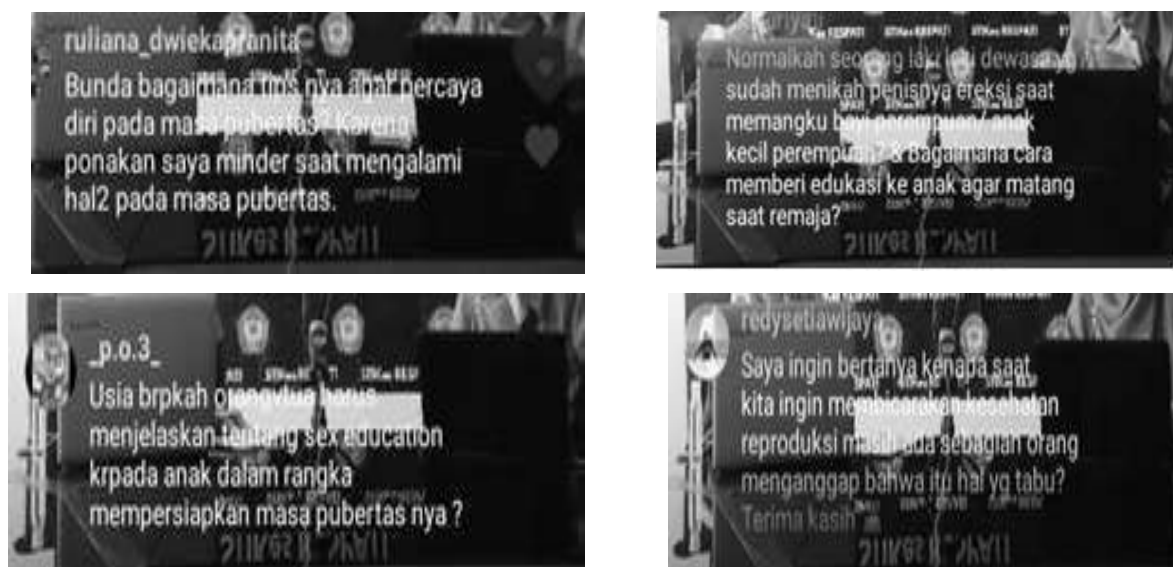 ruliana_dwiekapranita
Bunda bagaimana tips nya agar percaya
diri pada masa pubertas? Karena
ponakan saya minder saat mengalami
hal2 pada masa pubertas.
Normalkah seorang laki laki dewasa yg
sudah menikah penisnya ereksi saat
memangku bayi perempuan/ anak
kecil perempuan? & Bagaimana cara
memberi edukasi ke anak agar matang
saat remaja?
_p.o.3_
Usia brpkah orangvtua harus
menjelaskan tentang sex education
krpada anak dalam rangka
mempersiapkan masa pubertas nya ?
redysetiawijaya
Saya ingin bertanya kenapa saat
kita ingin membicarakan kesehatan
reproduksi masih ada sebagian orang
menganggap bahwa itu hal yg tabu?
Terima kasih